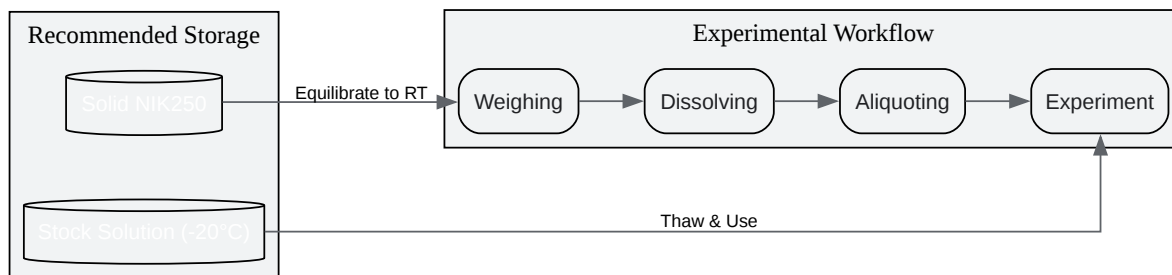 Recommended Storage
Experimental Workflow
Solid NIK250
Equilibrate to RT
Weighing
Dissolving
Aliquoting
Experiment
Stock Solution (-20°C)
Thaw & Use